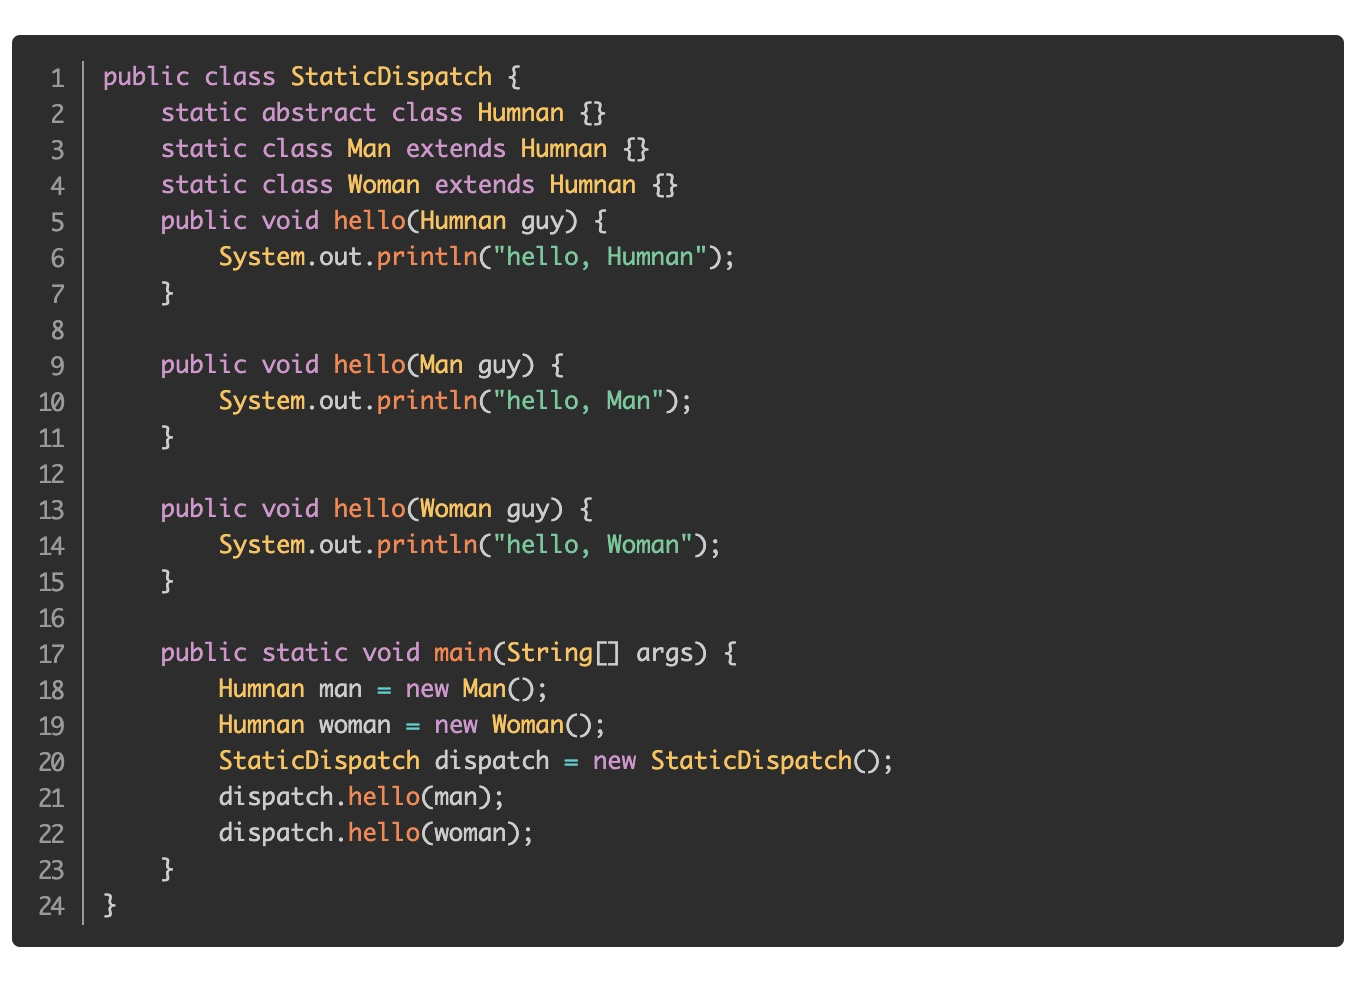 1 public class StaticDispatch {
2     static abstract class Humnan {}
3     static class Man extends Humnan {}
4     static class Woman extends Humnan {}
5     public void hello(Humnan guy) {
6         System.out.println("hello, Humnan");
7     }
8
9     public void hello(Man guy) {
10         System.out.println("hello, Man");
11     }
12
13     public void hello(Woman guy) {
14         System.out.println("hello, Woman");
15     }
16
17     public static void main(String[] args) {
18         Humnan man = new Man();
19         Humnan woman = new Woman();
20         StaticDispatch dispatch = new StaticDispatch();
21         dispatch.hello(man);
22         dispatch.hello(woman);
23     }
24 }